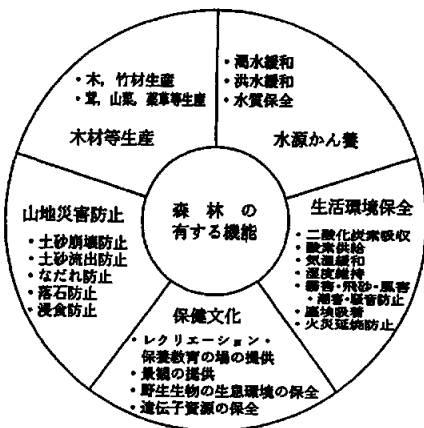 森林の
有する機能
・渇水緩和
・洪水緩和
・水質保全
水源かん養
生活環境保全
・二酸化炭素吸収
・酸素供給
・気温緩和
・湿度維持
・霧害・飛砂・風害
・潮害・騒音防止
・塵埃吸着
・火災延焼防止
保健文化
・レクリエーション・
保養教育の場の提供
・景観の提供
・野生生物の生息環境の保全
・遺伝子資源の保全
山地災害防止
・土砂崩壊防止
・土砂流出防止
・なだれ防止
・落石防止
・浸食防止
・木，竹材生産
・茸，山菜，薬草等生産
木材等生産